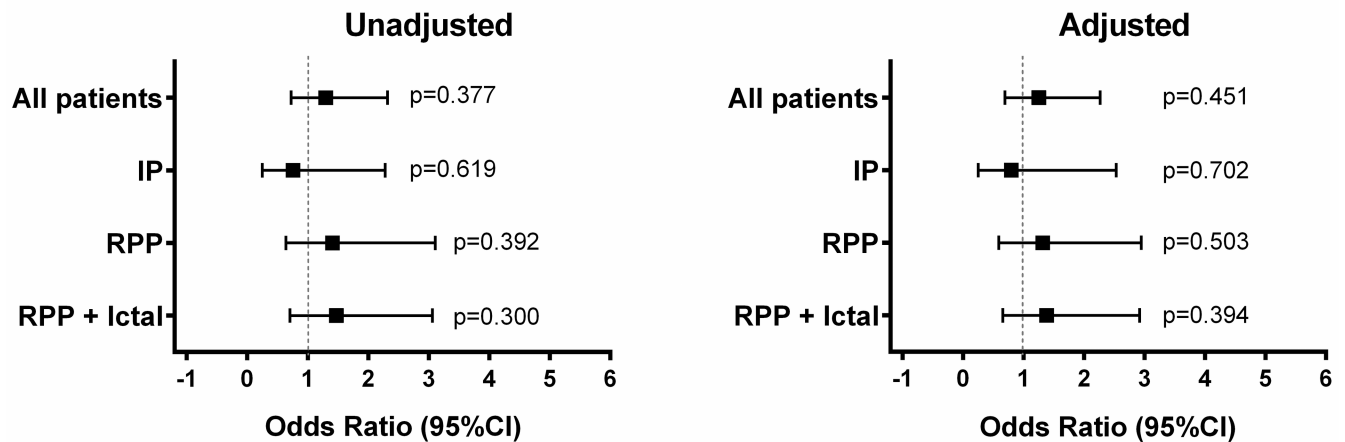 Unadjusted
All patients p=0.377
IP p=0.619
RPP p=0.392
RPP + Ictal p=0.300
-1 0 1 2 3 4 5 6
Odds Ratio (95%CI)
Adjusted
All patients p=0.451
IP p=0.702
RPP p=0.503
RPP + Ictal p=0.394
-1 0 1 2 3 4 5 6
Odds Ratio (95%CI)